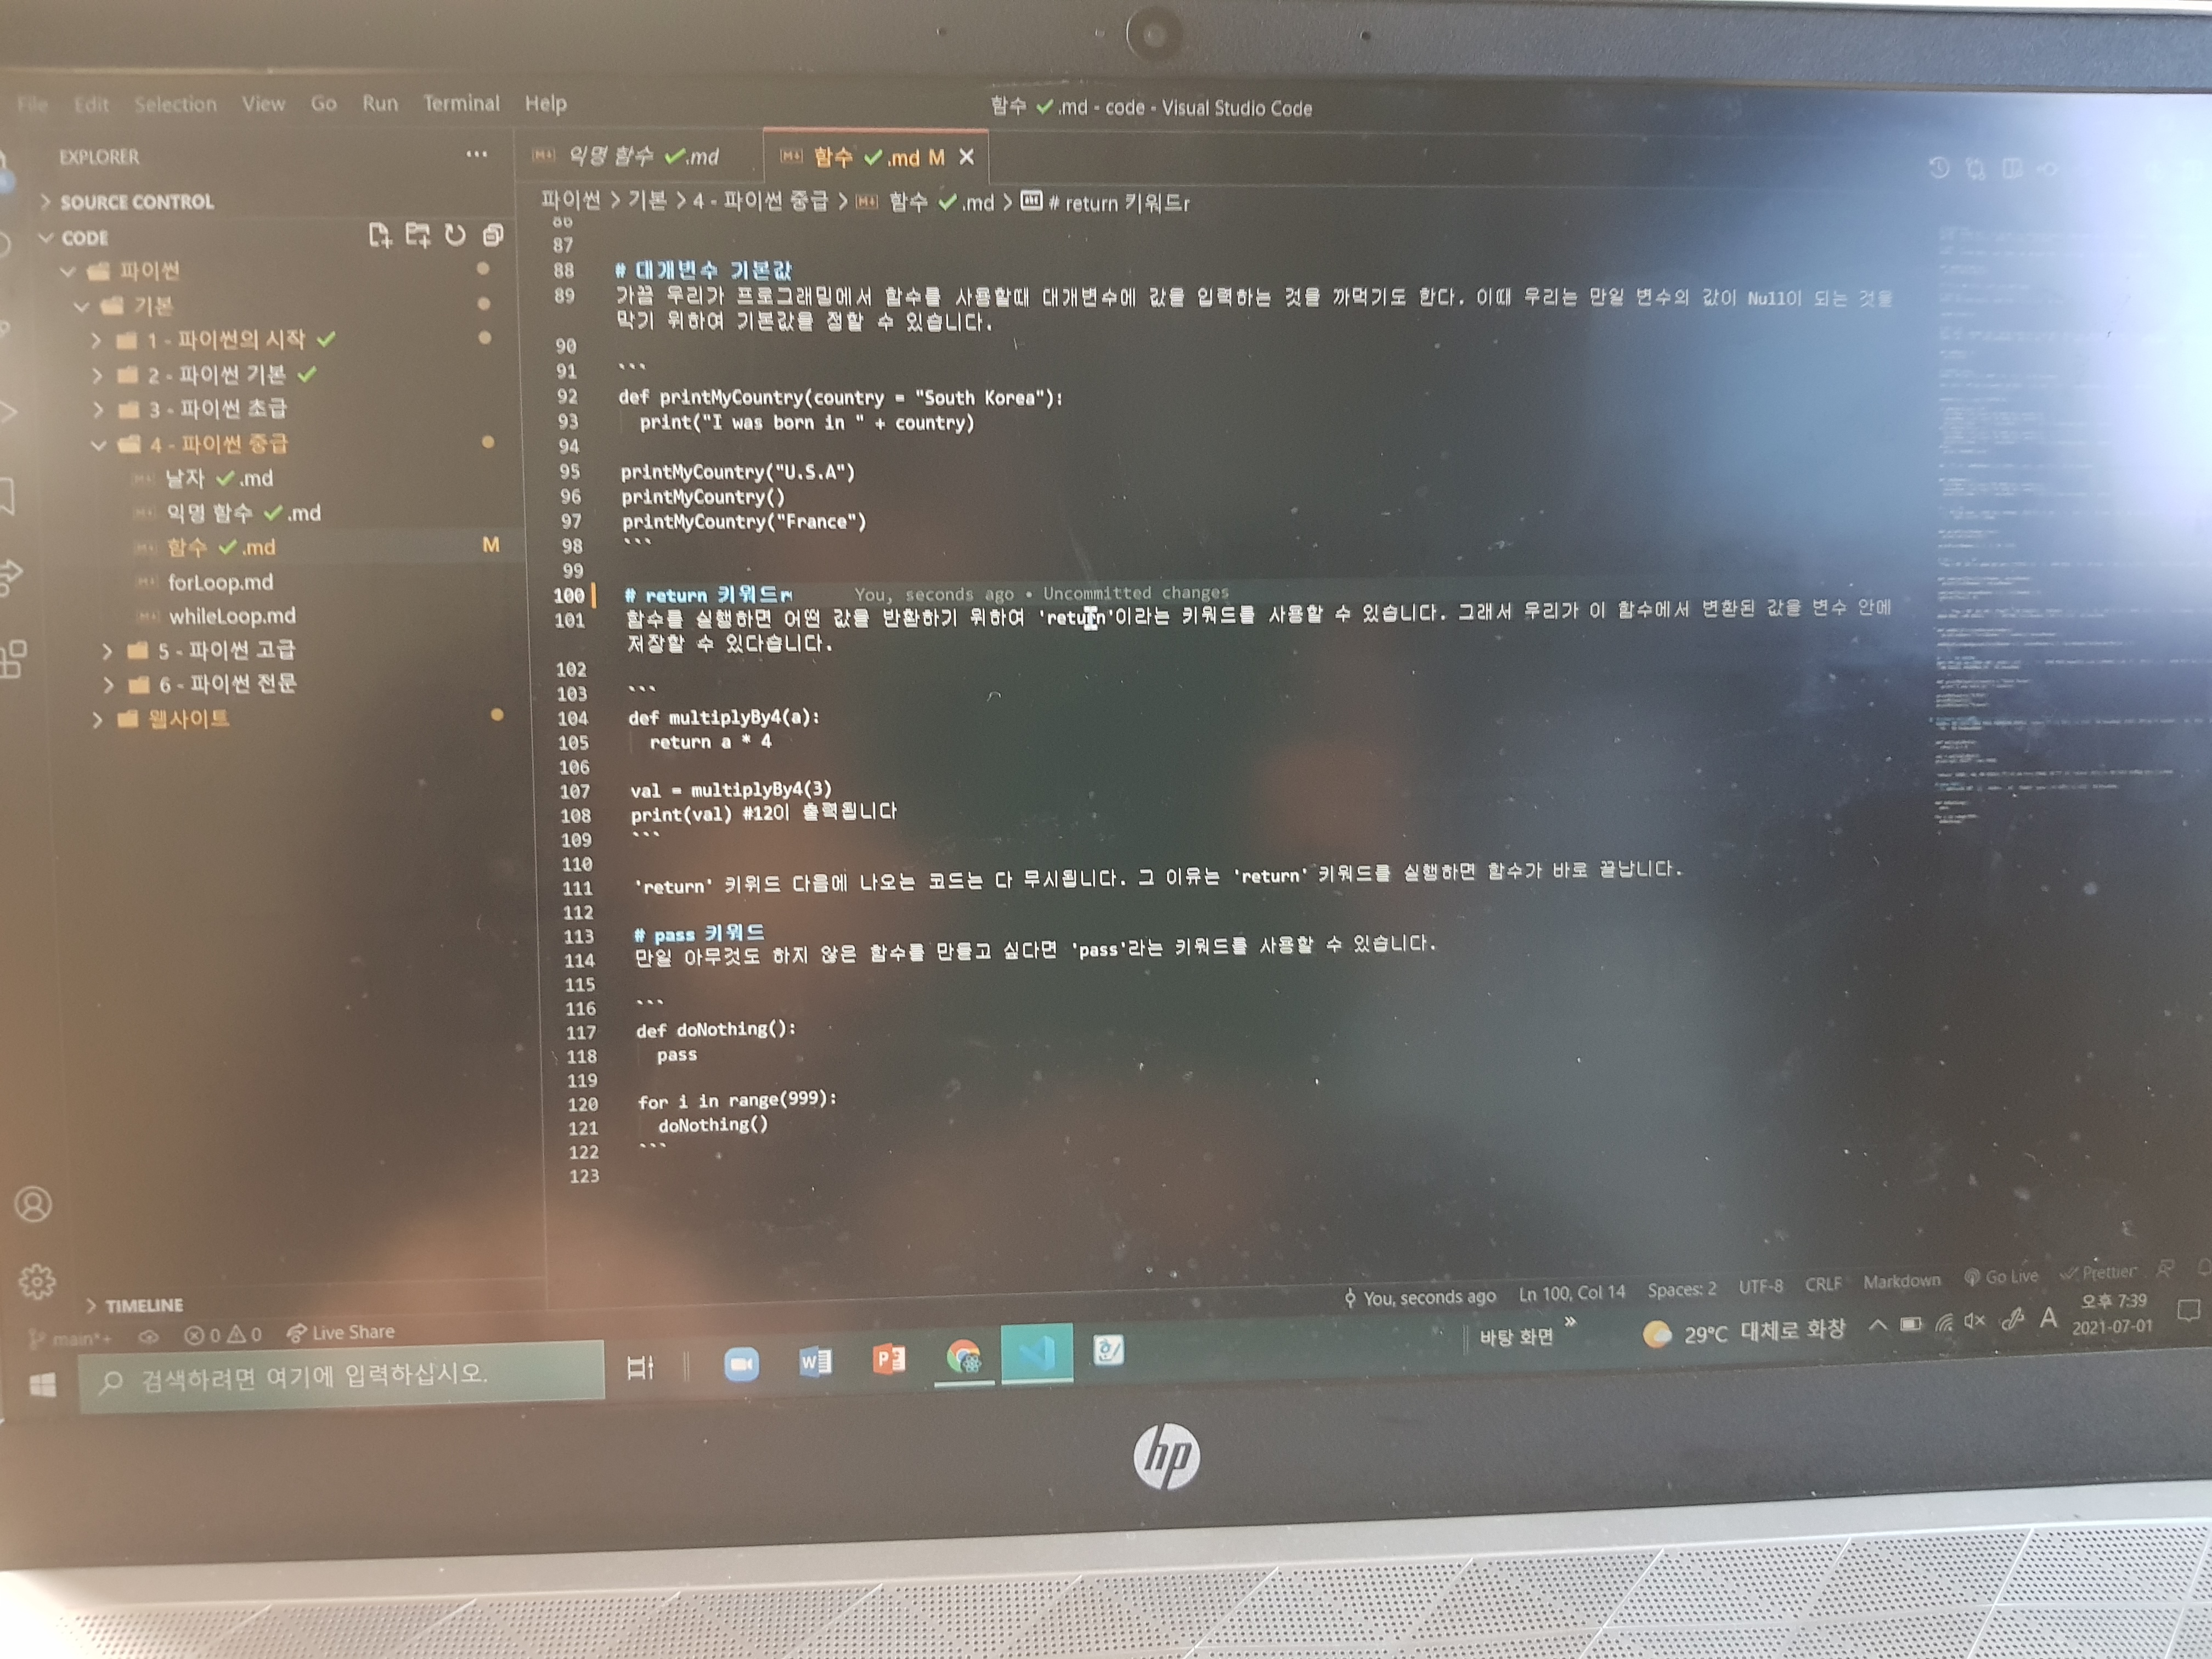 File Edit Selection View Go Run Terminal Help
함수 ✓.md - code - Visual Studio Code
EXPLORER
익명 함수 ✓.md
함수 ✓.md M
SOURCE CONTROL
파이썬 > 기본 > 4 - 파이썬 중급 > 함수 ✓.md > # return 키워드r
CODE
파이썬
기본
1 - 파이썬의 시작 ✓
2 - 파이썬 기본 ✓
3 - 파이썬 초급
4 - 파이썬 중급
날자 ✓.md
익명 함수 ✓.md
함수 ✓.md M
forLoop.md
whileLoop.md
5 - 파이썬 고급
6 - 파이썬 전문
웹사이트
TIMELINE
86
87
88 # 대개변수 기본값
89 가끔 우리가 프로그래밍에서 함수를 사용할때 대개변수에 값을 입력하는 것을 까먹기도 한다. 이때 우리는 만일 변수의 값이 Null이 되는 것을
막기 위하여 기본값을 정할 수 있습니다.
90
91 ```
92 def printMyCountry(country = "South Korea"):
93 print("I was born in " + country)
94
95 printMyCountry("U.S.A")
96 printMyCountry()
97 printMyCountry("France")
98 ```
99
100 # return 키워드r You, seconds ago • Uncommitted changes
101 함수를 실행하면 어떤 값을 반환하기 위하여 'return'이라는 키워드를 사용할 수 있습니다. 그래서 우리가 이 함수에서 변환된 값을 변수 안에
저장할 수 있다습니다.
102
103 ```
104 def multiplyBy4(a):
105 return a * 4
106
107 val = multiplyBy4(3)
108 print(val) #12이 출력됩니다
109 ```
110
111 'return' 키워드 다음에 나오는 코드는 다 무시됩니다. 그 이유는 'return' 키워드를 실행하면 함수가 바로 끝납니다.
112
113 # pass 키워드
114 만일 아무것도 하지 않은 함수를 만들고 싶다면 'pass'라는 키워드를 사용할 수 있습니다.
115
116 ```
117 def doNothing():
118 pass
119
120 for i in range(999):
121 doNothing()
122 ```
123
main*+ 0 0 Live Share
You, seconds ago Ln 100, Col 14 Spaces: 2 UTF-8 CRLF Markdown Go Live Prettier
검색하려면 여기에 입력하십시오.
바탕 화면 » 29°C 대체로 화창 A 오후 7:39
2021-07-01
hp